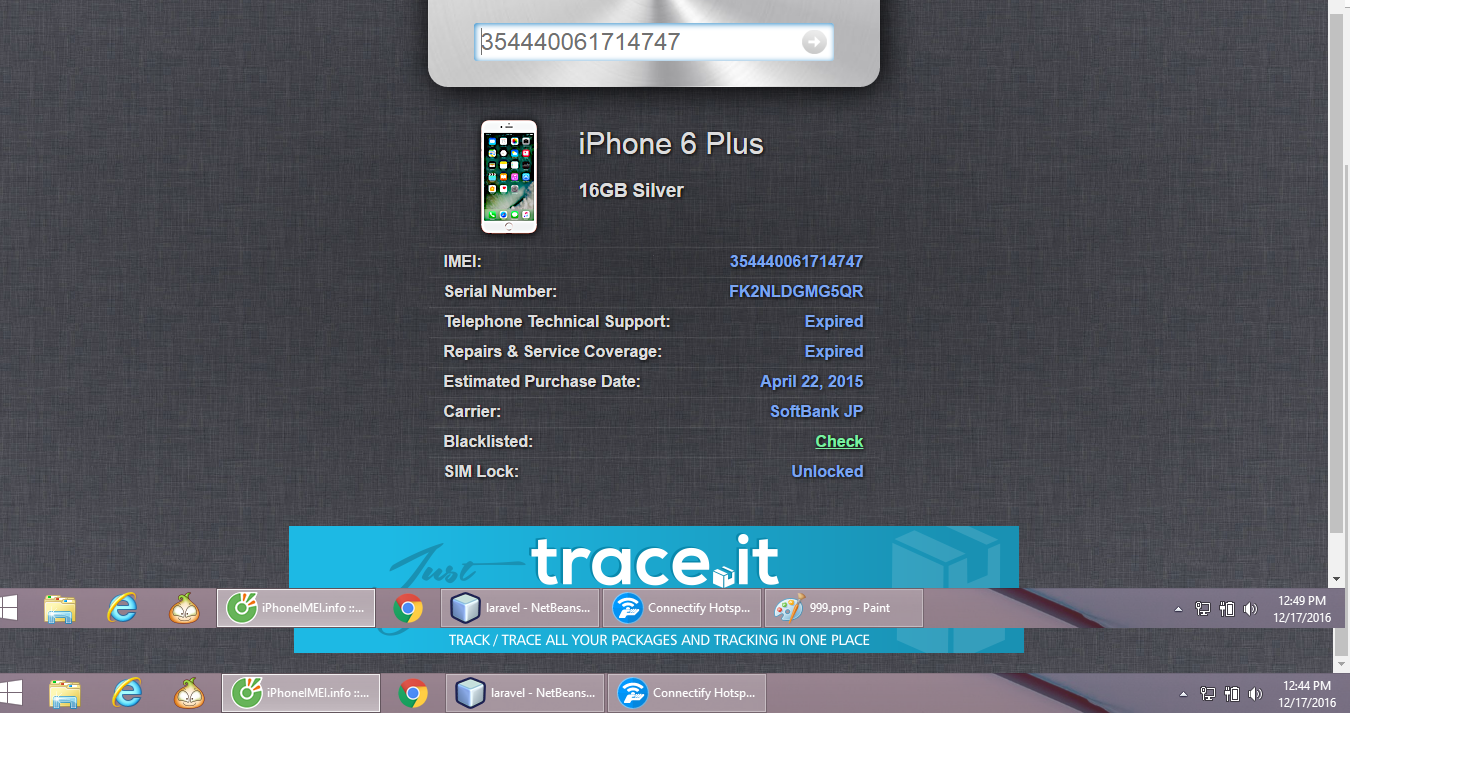 354440061714747
iPhone 6 Plus
16GB Silver
IMEI: 354440061714747
Serial Number: FK2NLDGMG5QR
Telephone Technical Support: Expired
Repairs & Service Coverage: Expired
Estimated Purchase Date: April 22, 2015
Carrier: SoftBank JP
Blacklisted: Check
SIM Lock: Unlocked
Just trace it
iPhoneIMEI.info ::... laravel - NetBeans... Connectify Hotsp... 999.png - Paint 12:49 PM
12/17/2016
TRACK / TRACE ALL YOUR PACKAGES AND TRACKING IN ONE PLACE
iPhoneIMEI.info ::... laravel - NetBeans... Connectify Hotsp... 12:44 PM
12/17/2016